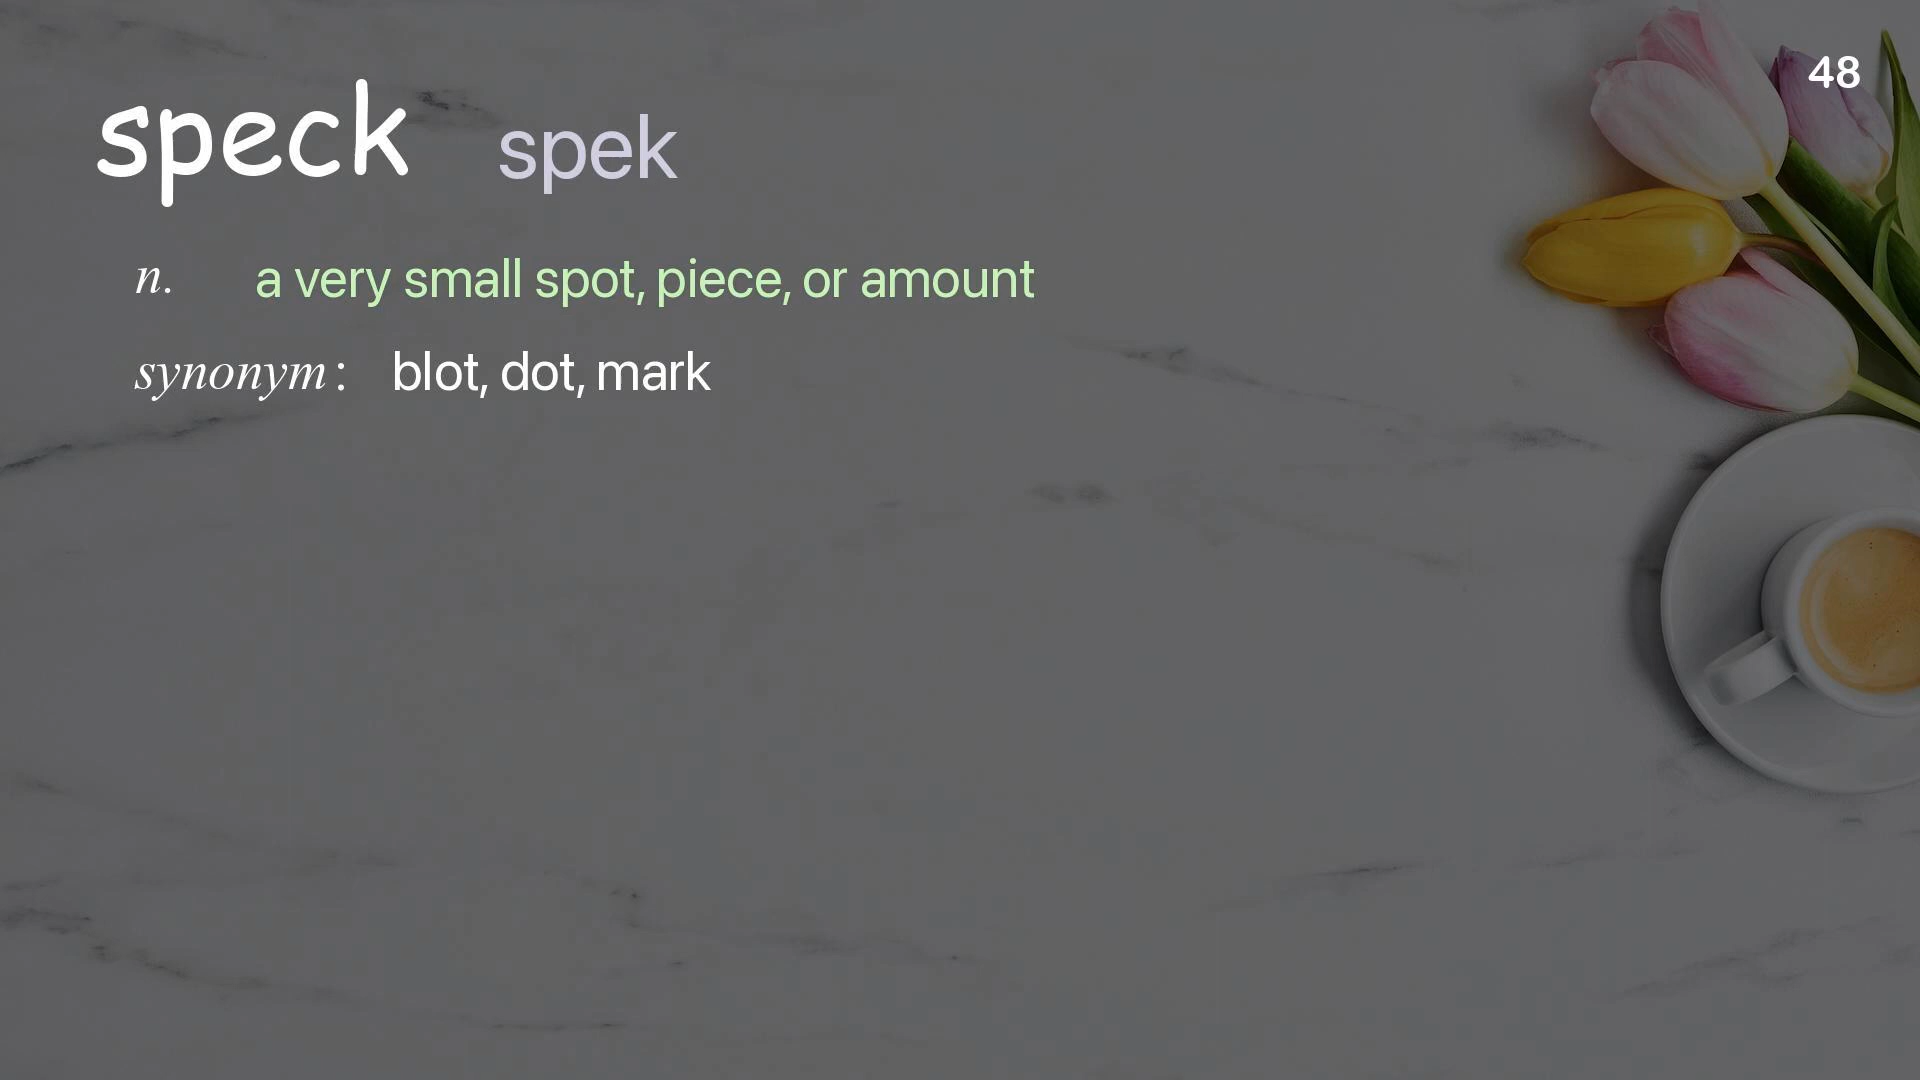 48
speck spek
n. a very small spot, piece, or amount
synonym : blot, dot, mark